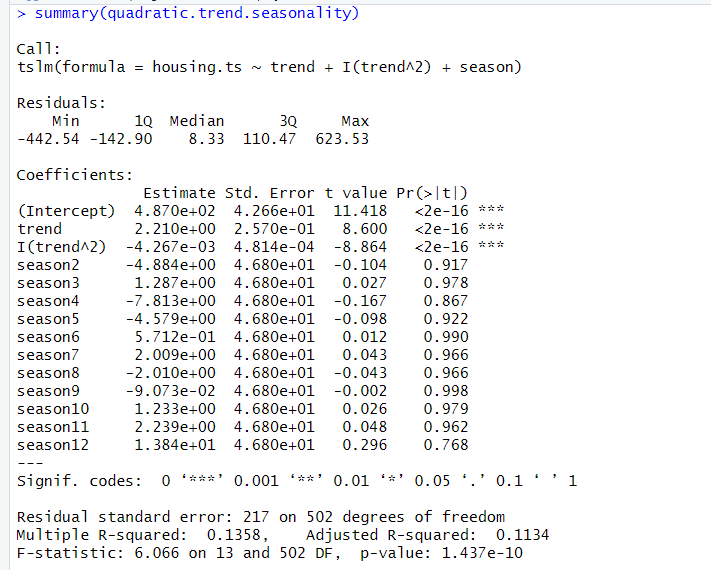 > summary(quadratic.trend.seasonality)
Call:
tslm(formula = housing.ts ~ trend + I(trend^2) + season)
Residuals:
    Min      1Q  Median      3Q     Max
-442.54 -142.90    8.33  110.47  623.53
Coefficients:
              Estimate Std. Error t value Pr(>|t|)
(Intercept)  4.870e+02  4.266e+01  11.418   <2e-16 ***
trend        2.210e+00  2.570e-01   8.600   <2e-16 ***
I(trend^2)  -4.267e-03  4.814e-04  -8.864   <2e-16 ***
season2     -4.884e+00  4.680e+01  -0.104    0.917
season3      1.287e+00  4.680e+01   0.027    0.978
season4     -7.813e+00  4.680e+01  -0.167    0.867
season5     -4.579e+00  4.680e+01  -0.098    0.922
season6      5.712e-01  4.680e+01   0.012    0.990
season7      2.009e+00  4.680e+01   0.043    0.966
season8     -2.010e+00  4.680e+01  -0.043    0.966
season9     -9.073e-02  4.680e+01  -0.002    0.998
season10     1.233e+00  4.680e+01   0.026    0.979
season11     2.239e+00  4.680e+01   0.048    0.962
season12     1.384e+01  4.680e+01   0.296    0.768
---
Signif. codes:  0 ‘***’ 0.001 ‘**’ 0.01 ‘*’ 0.05 ‘.’ 0.1 ‘ ’ 1
Residual standard error: 217 on 502 degrees of freedom
Multiple R-squared:  0.1358,    Adjusted R-squared:  0.1134
F-statistic: 6.066 on 13 and 502 DF,  p-value: 1.437e-10